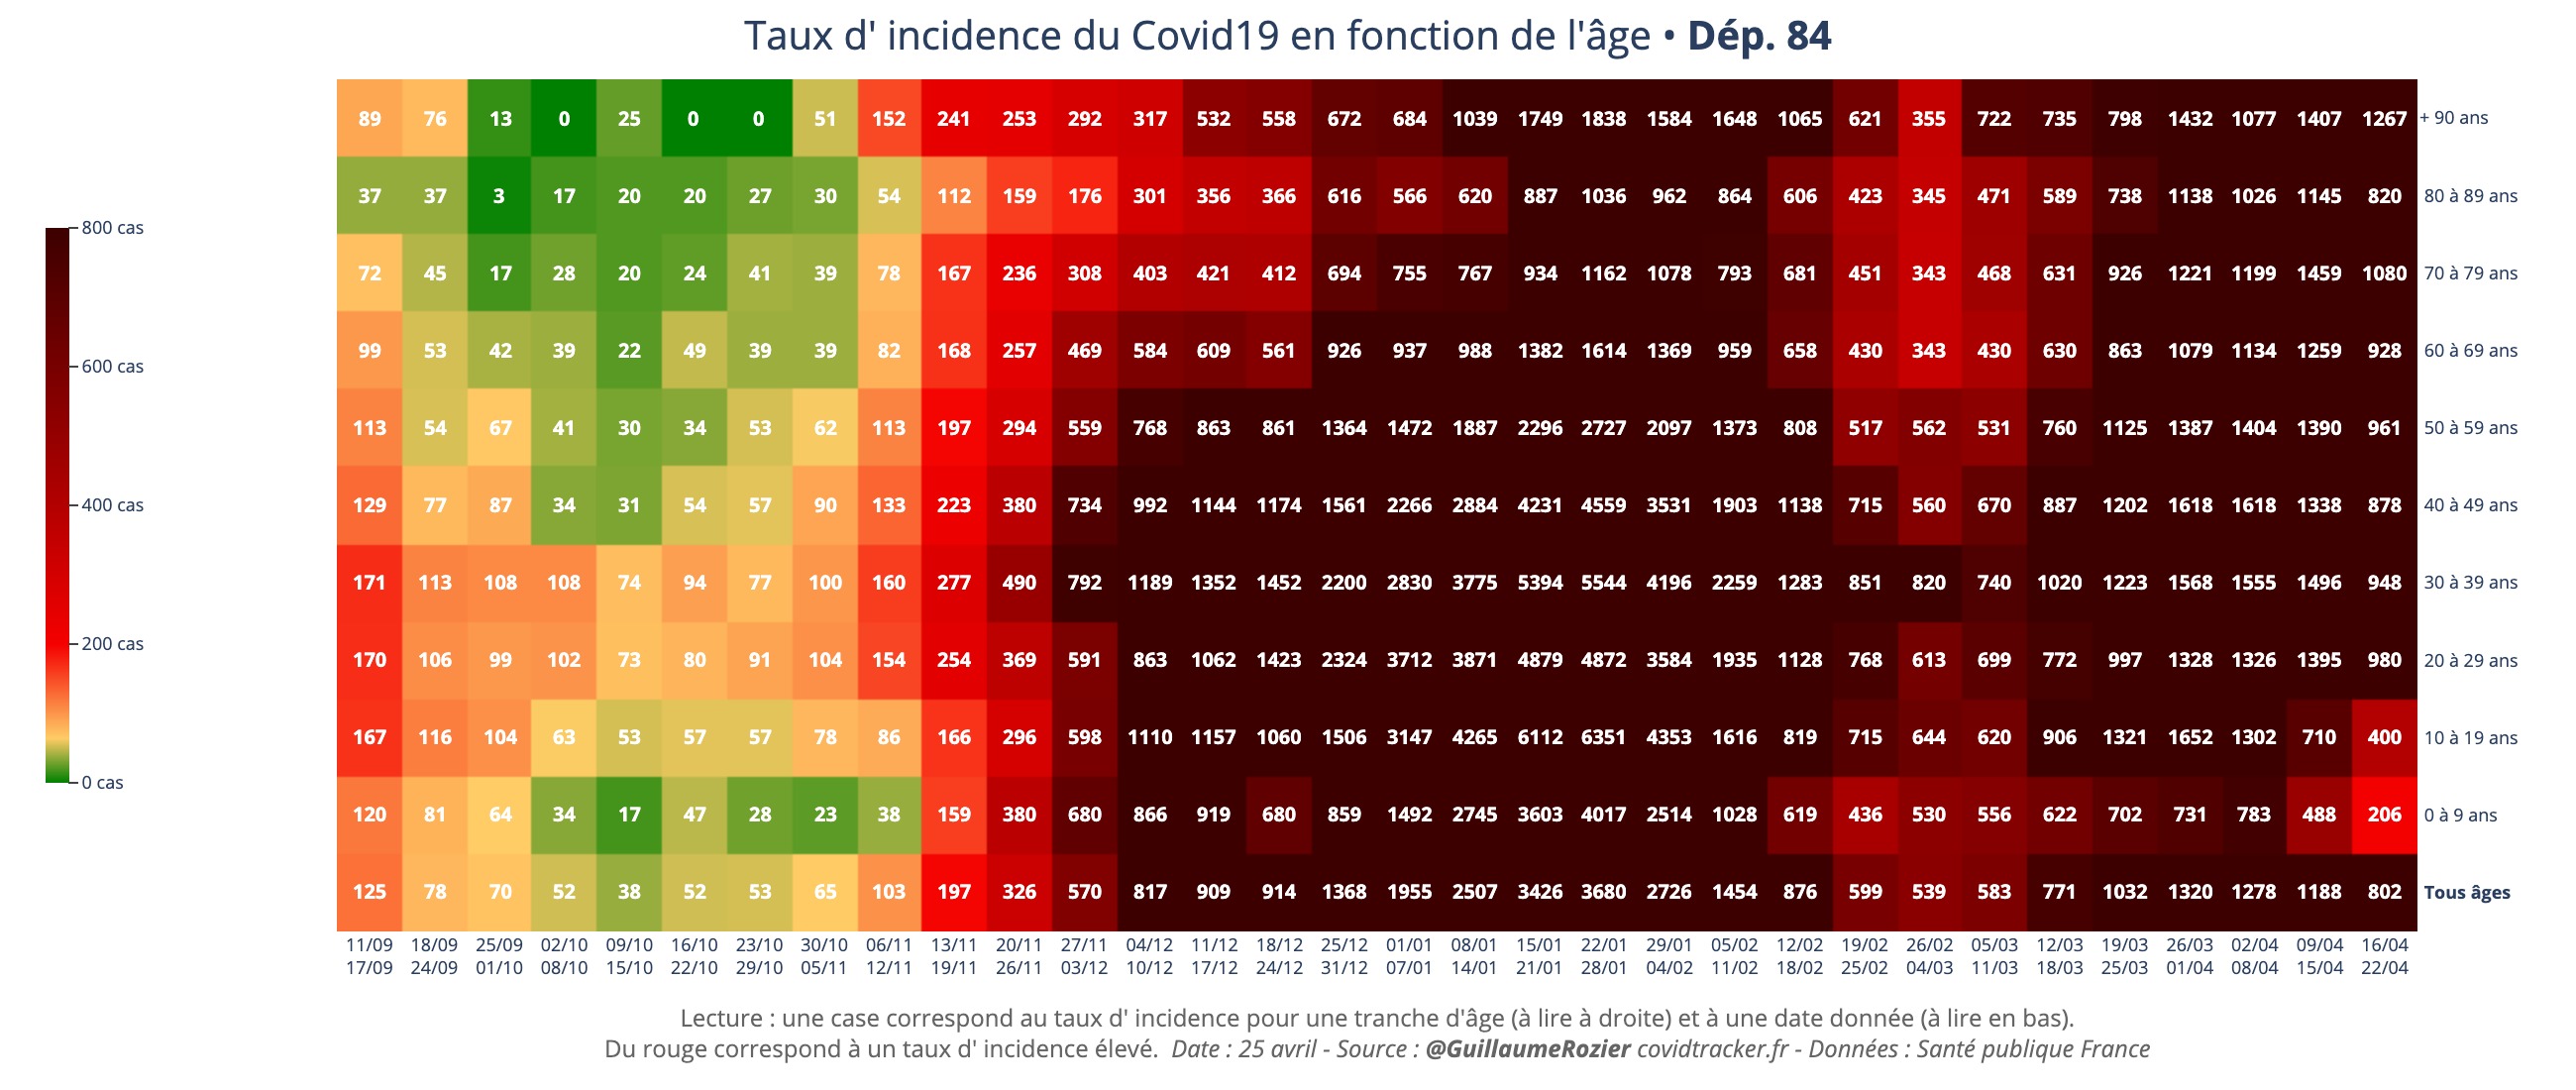 Taux d' incidence du Covid19 en fonction de l'âge • Dép. 84
89 76 13 0 25 0 0 51 152 241 253 292 317 532 558 672 684 1039 1749 1838 1584 1648 1065 621 355 722 735 798 1432 1077 1407 1267 + 90 ans
37 37 3 17 20 20 27 30 54 112 159 176 301 356 366 616 566 620 887 1036 962 864 606 423 345 471 589 738 1138 1026 1145 820 80 à 89 ans
800 cas
72 45 17 28 20 24 41 39 78 167 236 308 403 421 412 694 755 767 934 1162 1078 793 681 451 343 468 631 926 1221 1199 1459 1080 70 à 79 ans
99 53 42 39 22 49 39 39 82 168 257 469 584 609 561 926 937 988 1382 1614 1369 959 658 430 343 430 630 863 1079 1134 1259 928 60 à 69 ans
600 cas
113 54 67 41 30 34 53 62 113 197 294 559 768 863 861 1364 1472 1887 2296 2727 2097 1373 808 517 562 531 760 1125 1387 1404 1390 961 50 à 59 ans
400 cas
129 77 87 34 31 54 57 90 133 223 380 734 992 1144 1174 1561 2266 2884 4231 4559 3531 1903 1138 715 560 670 887 1202 1618 1618 1338 878 40 à 49 ans
171 113 108 108 74 94 77 100 160 277 490 792 1189 1352 1452 2200 2830 3775 5394 5544 4196 2259 1283 851 820 740 1020 1223 1568 1555 1496 948 30 à 39 ans
200 cas
170 106 99 102 73 80 91 104 154 254 369 591 863 1062 1423 2324 3712 3871 4879 4872 3584 1935 1128 768 613 699 772 997 1328 1326 1395 980 20 à 29 ans
167 116 104 63 53 57 57 78 86 166 296 598 1110 1157 1060 1506 3147 4265 6112 6351 4353 1616 819 715 644 620 906 1321 1652 1302 710 400 10 à 19 ans
0 cas
120 81 64 34 17 47 28 23 38 159 380 680 866 919 680 859 1492 2745 3603 4017 2514 1028 619 436 530 556 622 702 731 783 488 206 0 à 9 ans
125 78 70 52 38 52 53 65 103 197 326 570 817 909 914 1368 1955 2507 3426 3680 2726 1454 876 599 539 583 771 1032 1320 1278 1188 802 Tous âges
11/09 18/09 25/09 02/10 09/10 16/10 23/10 30/10 06/11 13/11 20/11 27/11 04/12 11/12 18/12 25/12 01/01 08/01 15/01 22/01 29/01 05/02 12/02 19/02 26/02 05/03 12/03 19/03 26/03 02/04 09/04 16/04
17/09 24/09 01/10 08/10 15/10 22/10 29/10 05/11 12/11 19/11 26/11 03/12 10/12 17/12 24/12 31/12 07/01 14/01 21/01 28/01 04/02 11/02 18/02 25/02 04/03 11/03 18/03 25/03 01/04 08/04 15/04 22/04
Lecture : une case correspond au taux d' incidence pour une tranche d'âge (à lire à droite) et à une date donnée (à lire en bas).
Du rouge correspond à un taux d' incidence élevé. Date : 25 avril - Source : @GuillaumeRozier covidtracker.fr - Données : Santé publique France